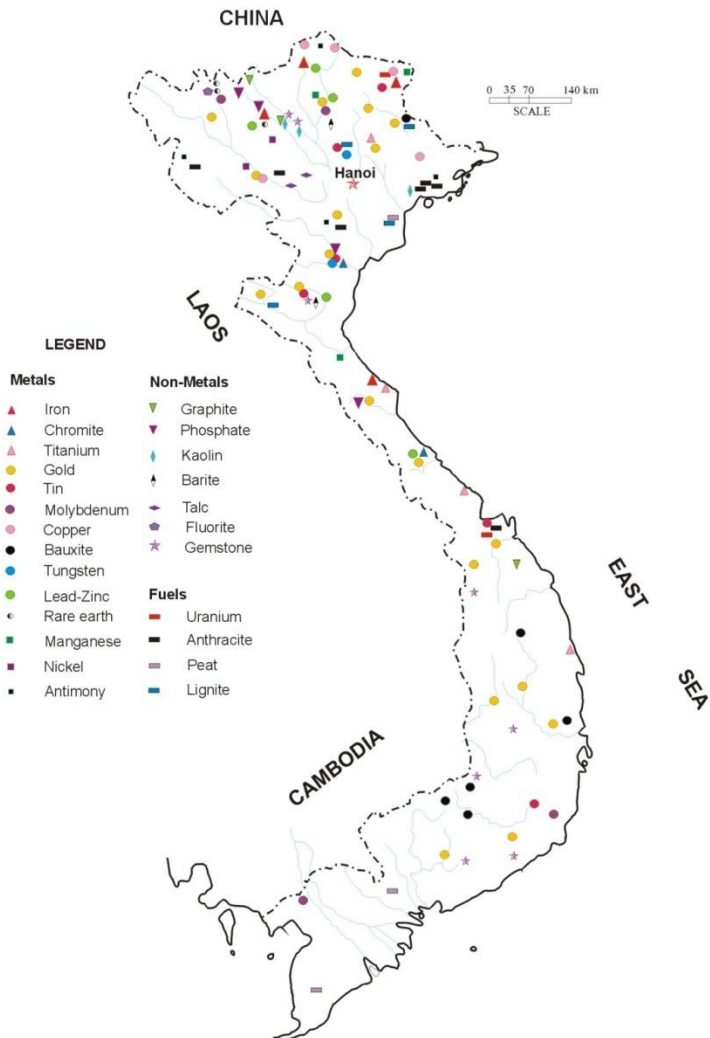 CHINA
0 35 70 140 km
SCALE
Hanoi
LAOS
LEGEND
Metals
Iron
Chromite
Titanium
Gold
Tin
Molybdenum
Copper
Bauxite
Tungsten
Lead-Zinc
Rare earth
Manganese
Nickel
Antimony
Non-Metals
Graphite
Phosphate
Kaolin
Barite
Talc
Fluorite
Gemstone
Fuels
Uranium
Anthracite
Peat
Lignite
EAST
SEA
CAMBODIA